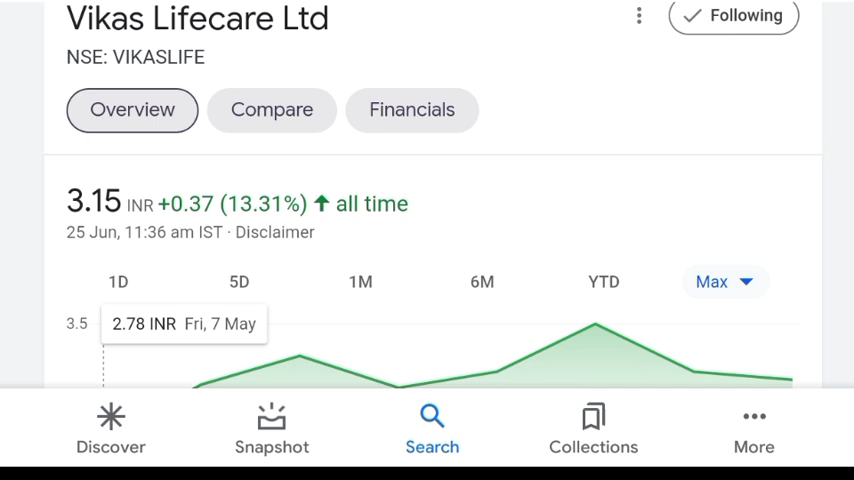 Vikas Lifecare Ltd
Following
NSE: VIKASLIFE
Overview
Compare
Financials
3.15 INR +0.37 (13.31%) ↑ all time
25 Jun, 11:36 am IST · Disclaimer
1D 5D 1M 6M YTD Max
3.5
2.78 INR Fri, 7 May
Discover Snapshot Search Collections More